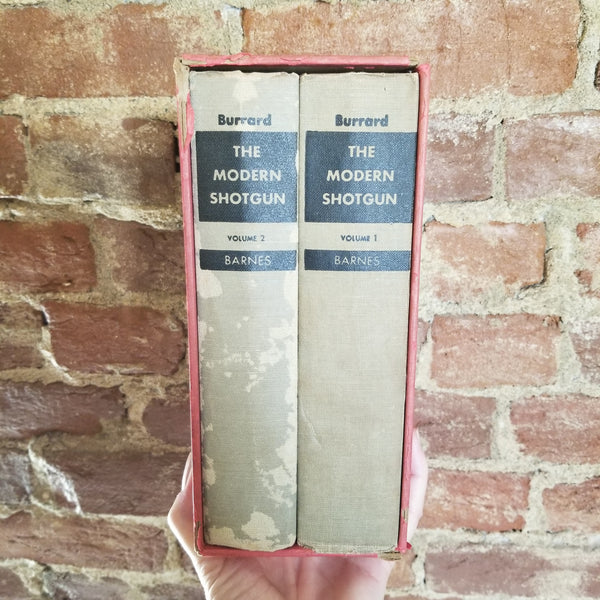 Burrard
THE
MODERN
SHOTGUN
VOLUME 2
BARNES
Burrard
THE
MODERN
SHOTGUN
VOLUME 1
BARNES